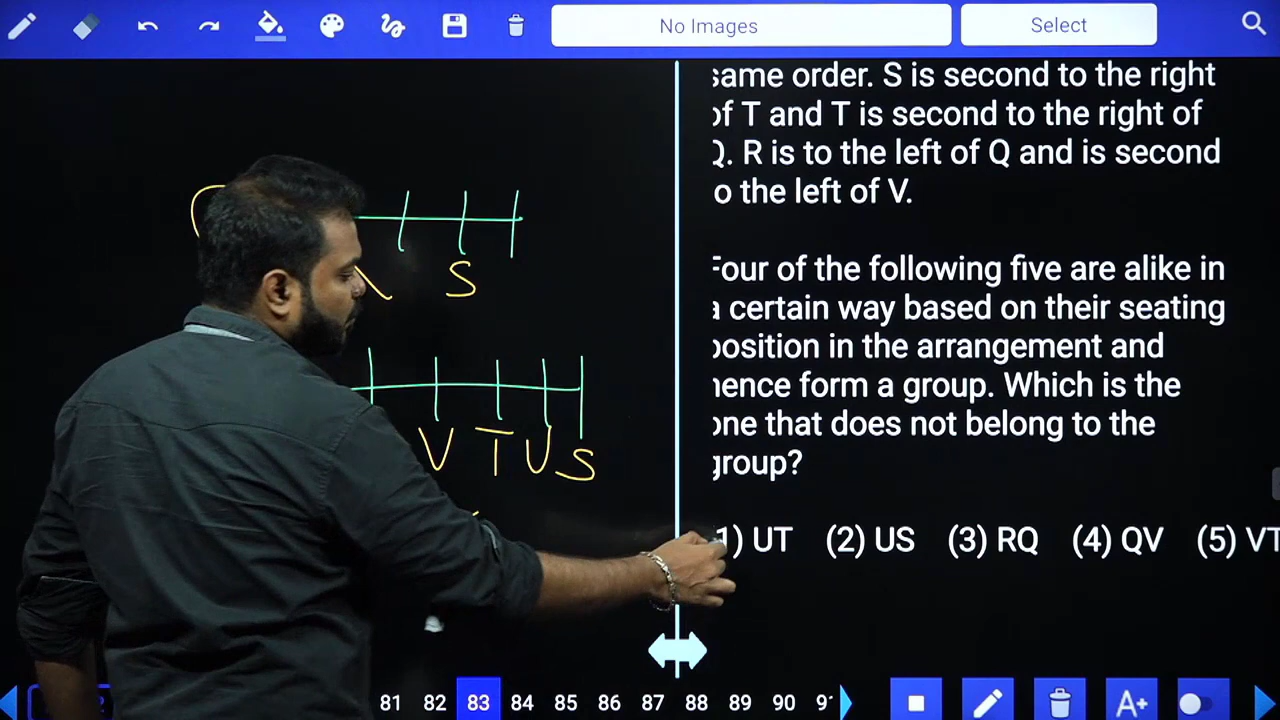 No Images
Select
same order. S is second to the right
of T and T is second to the right of
Q. R is to the left of Q and is second
to the left of V.
Four of the following five are alike in
a certain way based on their seating
position in the arrangement and
hence form a group. Which is the
one that does not belong to the
group?
1) UT (2) US (3) RQ (4) QV (5) VT
S
V T U S
81 82 83 84 85 86 87 88 89 90
A+